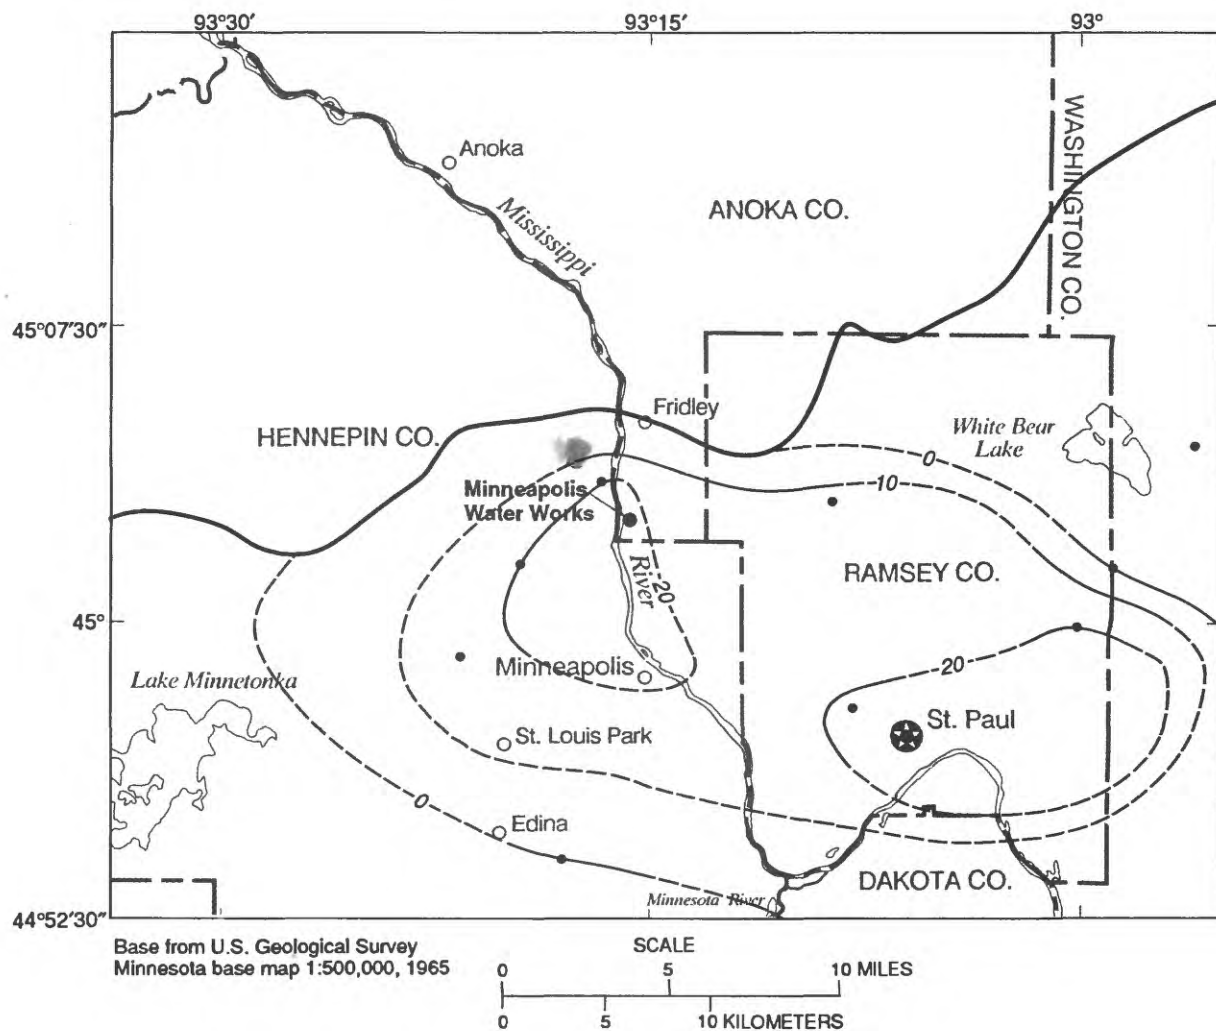 93°30′ 93°15′ 93°
Anoka
Mississippi
ANOKA CO.
WASHINGTON CO.
45°07′30″
Fridley
HENNEPIN CO.
White Bear
Lake
0
10
Minneapolis
Water Works
River
20
RAMSEY CO.
45°
20
Minneapolis
Lake Minnetonka
St. Paul
St. Louis Park
0
Edina
DAKOTA CO.
Minnesota River
44°52′30″
Base from U.S. Geological Survey
Minnesota base map 1:500,000, 1965
SCALE
0 5 10 MILES
0 5 10 KILOMETERS